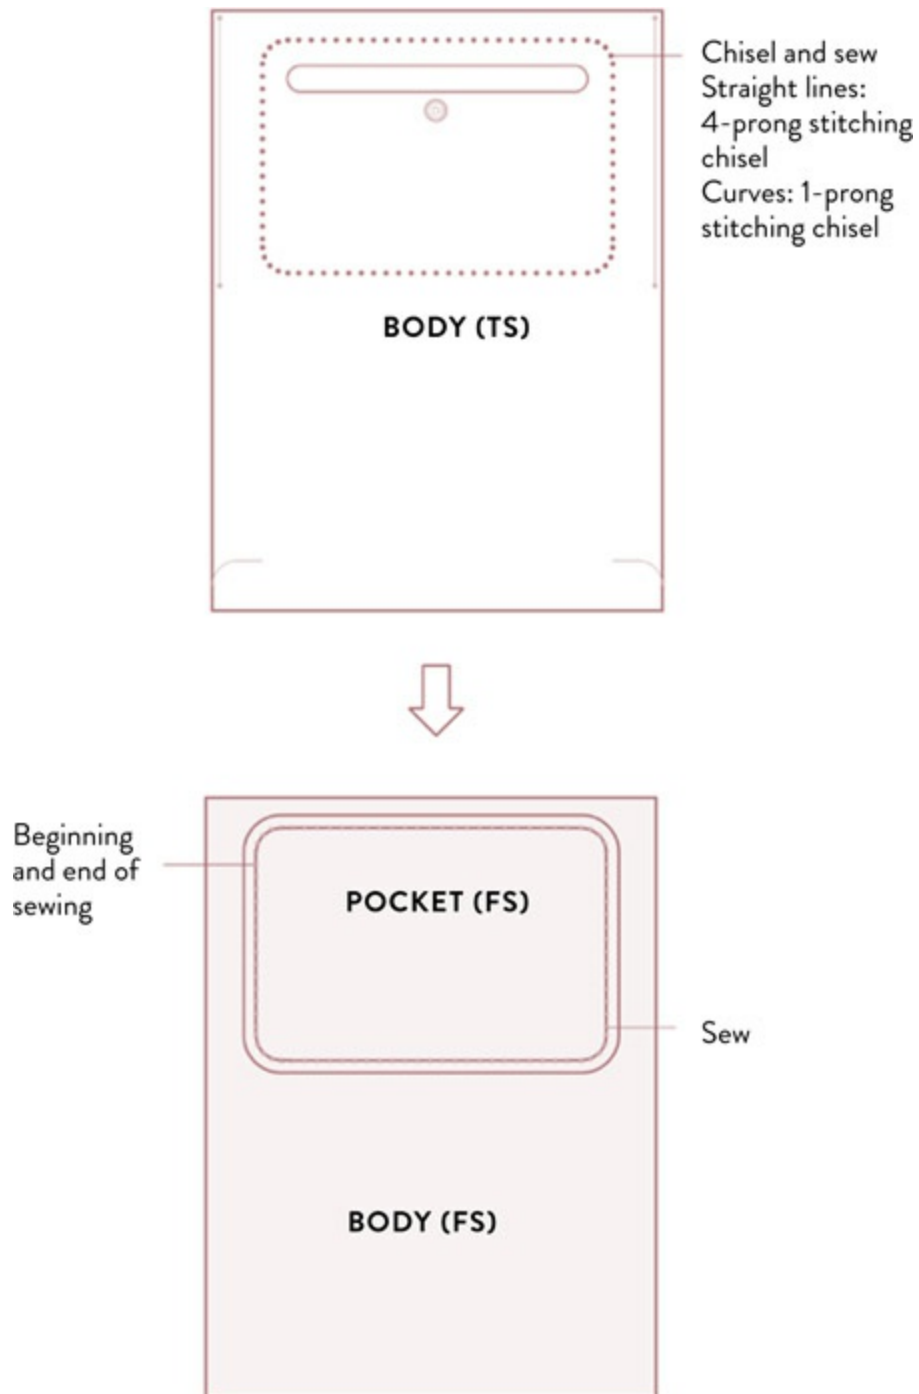 Chisel and sew
Straight lines:
4-prong stitching
chisel
Curves: 1-prong
stitching chisel
BODY (TS)
Beginning
and end of
sewing
POCKET (FS)
Sew
BODY (FS)